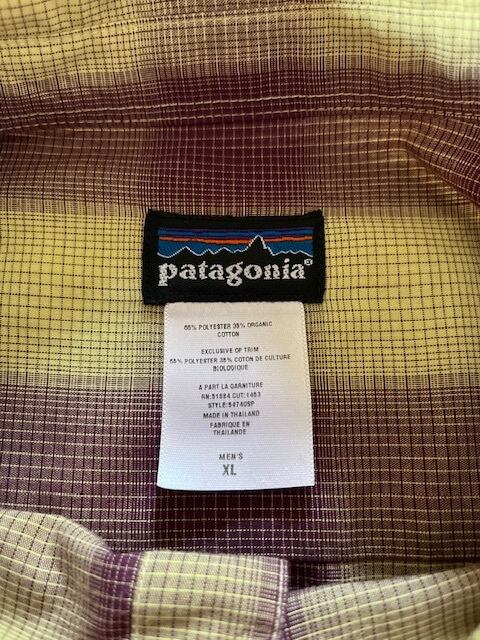 patagonia®
65% POLYESTER 35% ORGANIC
COTTON
EXCLUSIVE OF TRIM
65% POLYESTER 35% COTON DE CULTURE
BIOLOGIQUE
A PART LA GARNITURE
RN:51884 CUT:1453
STYLE:54740SP
MADE IN THAILAND
FABRIQUE EN
THAILANDE
MEN'S
XL